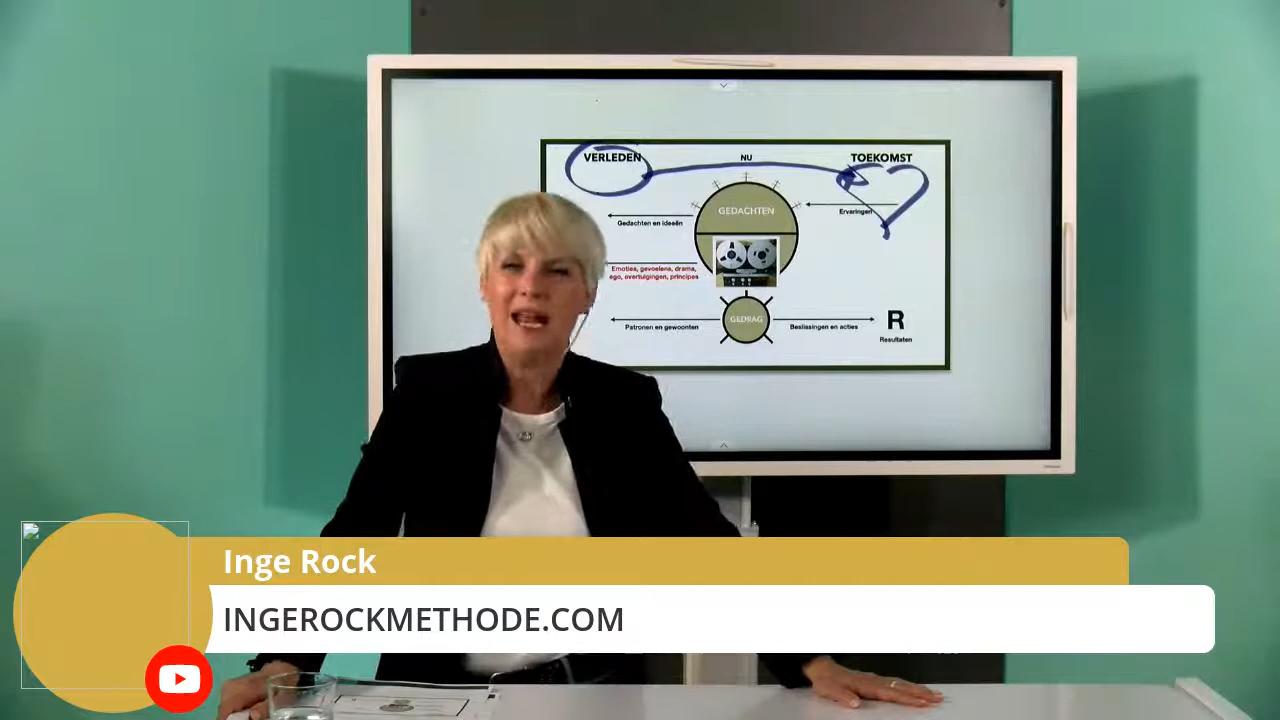 VERLEDEN
NU
TOEKOMST
GEDACHTEN
Gedachten en ideeën
Ervaringen
Emoties, gevoelens, drama,
ego, overtuigingen, principes
GEDRAG
Patronen en gewoonten
Beslissingen en acties
R
Resultaten
Inge Rock
INGEROCKMETHODE.COM